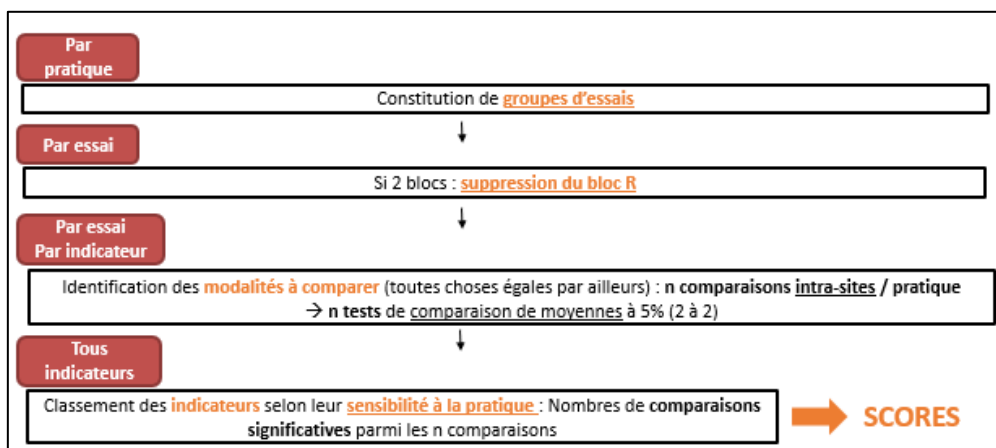 Par
pratique
Constitution de groupes d'essais
↓
Par essai
Si 2 blocs : suppression du bloc R
↓
Par essai
Par indicateur
Identification des modalités à comparer (toutes choses égales par ailleurs) : n comparaisons intra-sites / pratique
→ n tests de comparaison de moyennes à 5% (2 à 2)
↓
Tous
indicateurs
Classement des indicateurs selon leur sensibilité à la pratique : Nombres de comparaisons
significatives parmi les n comparaisons
SCORES